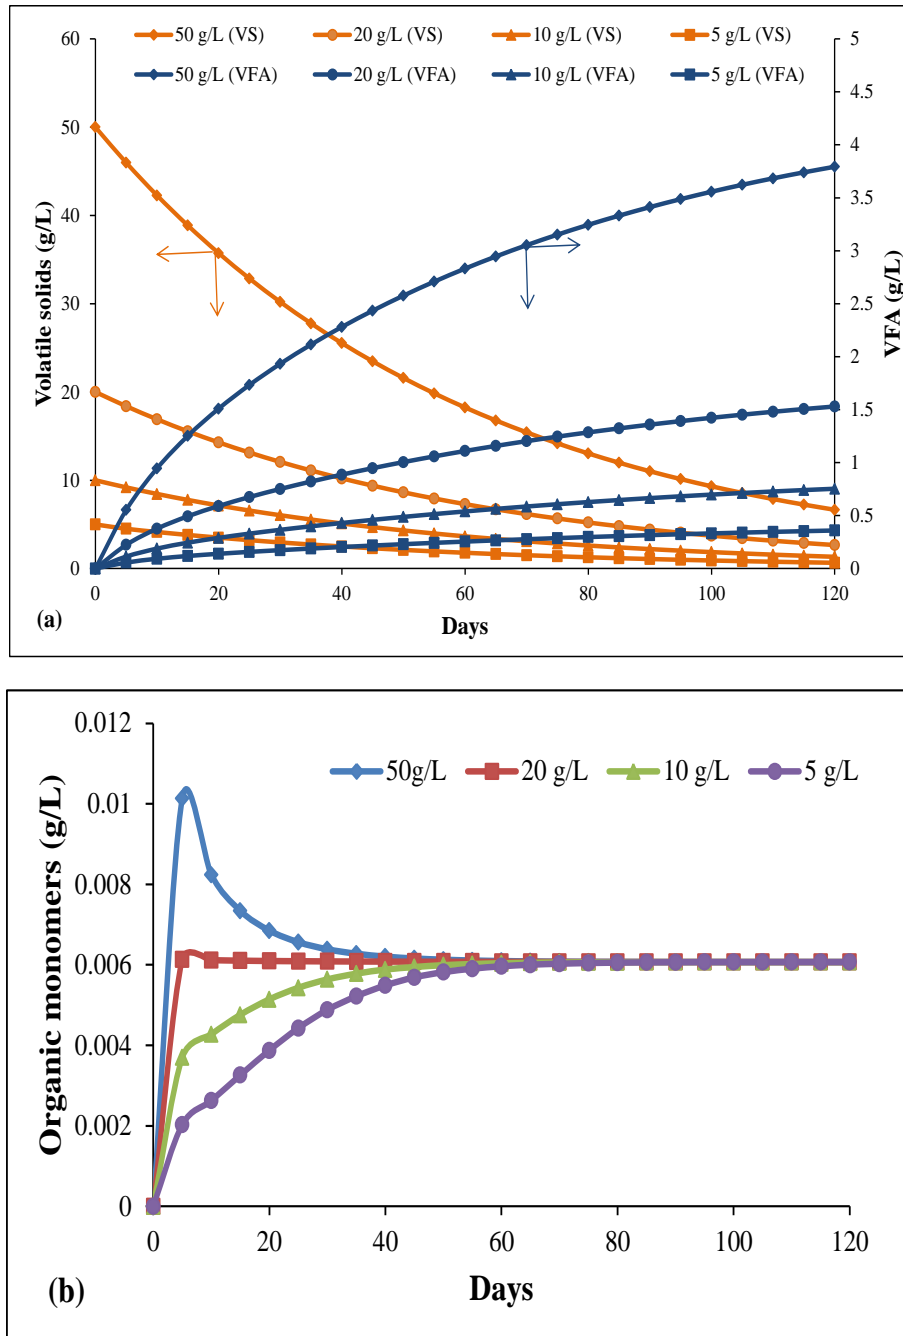 50 g/L (VS) 20 g/L (VS) 10 g/L (VS) 5 g/L (VS)
50 g/L (VFA) 20 g/L (VFA) 10 g/L (VFA) 5 g/L (VFA)
Volatile solids (g/L)
60
50
40
30
20
10
0
VFA (g/L)
5
4.5
4
3.5
3
2.5
2
1.5
1
0.5
0
0 20 40 60 80 100 120
Days
(a)
50g/L 20 g/L 10 g/L 5 g/L
Organic monomers (g/L)
0.012
0.01
0.008
0.006
0.004
0.002
0
0 20 40 60 80 100 120
Days
(b)